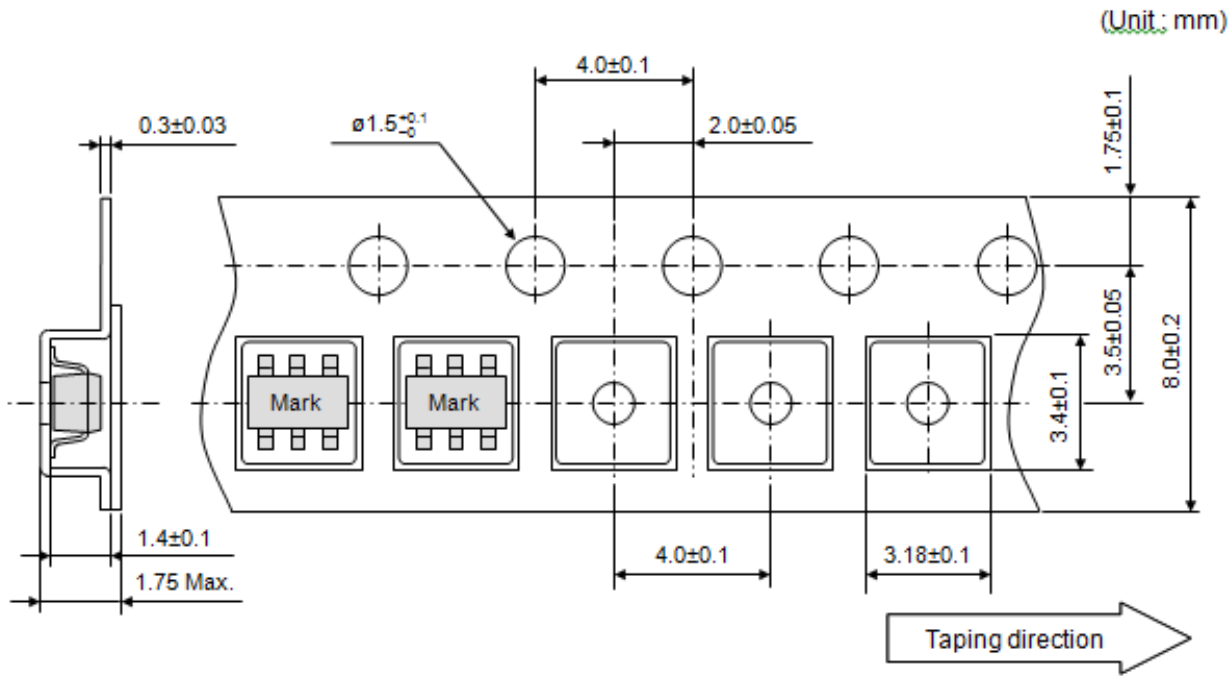 (Unit : mm)
4.0±0.1
0.3±0.03
ø1.5 +0.1 -0
2.0±0.05
1.75±0.1
3.5±0.05
8.0±0.2
Mark
Mark
3.4±0.1
1.4±0.1
4.0±0.1
3.18±0.1
1.75 Max.
Taping direction